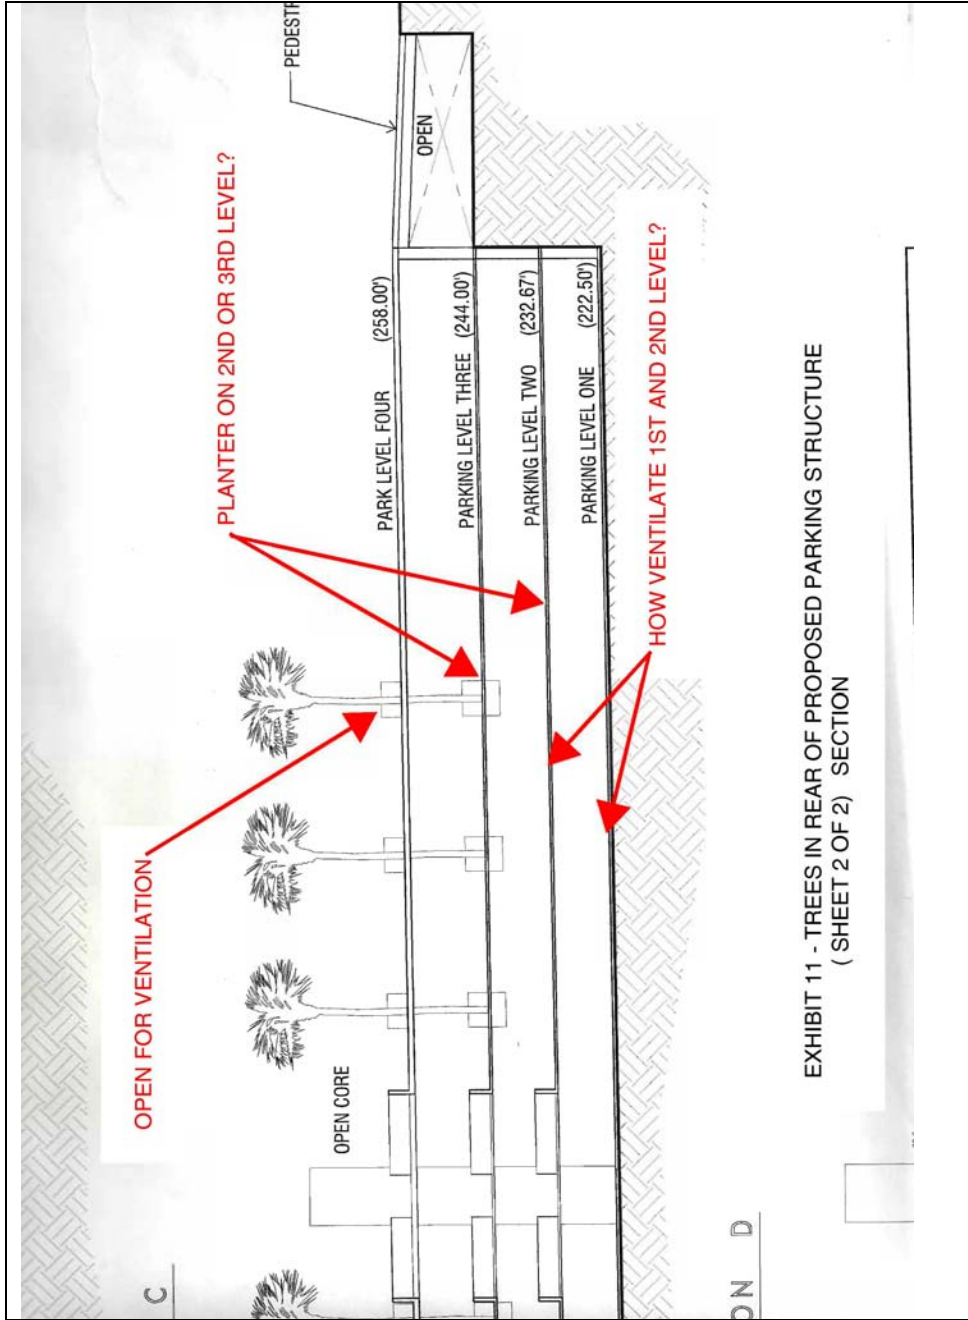 PEDESTR
OPEN
PLANTER ON 2ND OR 3RD LEVEL?
PARK LEVEL FOUR (258.00')
PARKING LEVEL THREE (244.00')
PARKING LEVEL TWO (232.67')
PARKING LEVEL ONE (222.50')
HOW VENTILATE 1ST AND 2ND LEVEL?
OPEN FOR VENTILATION
OPEN CORE
C
ON D
EXHIBIT 11 - TREES IN REAR OF PROPOSED PARKING STRUCTURE
( SHEET 2 OF 2) SECTION